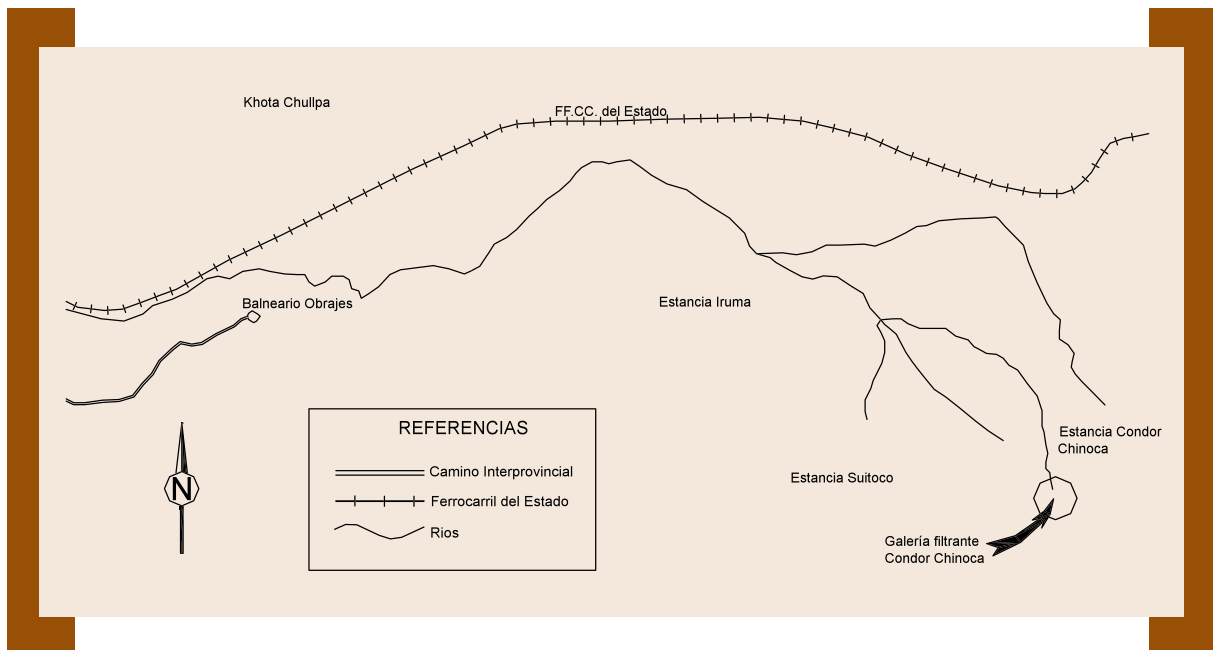 Khota Chullpa
FF.CC. del Estado
Balneario Obrajes
Estancia Iruma
REFERENCIAS
Camino Interprovincial
Ferrocarril del Estado
Rios
N
Estancia Condor
Chinoca
Estancia Suitoco
Galería filtrante
Condor Chinoca